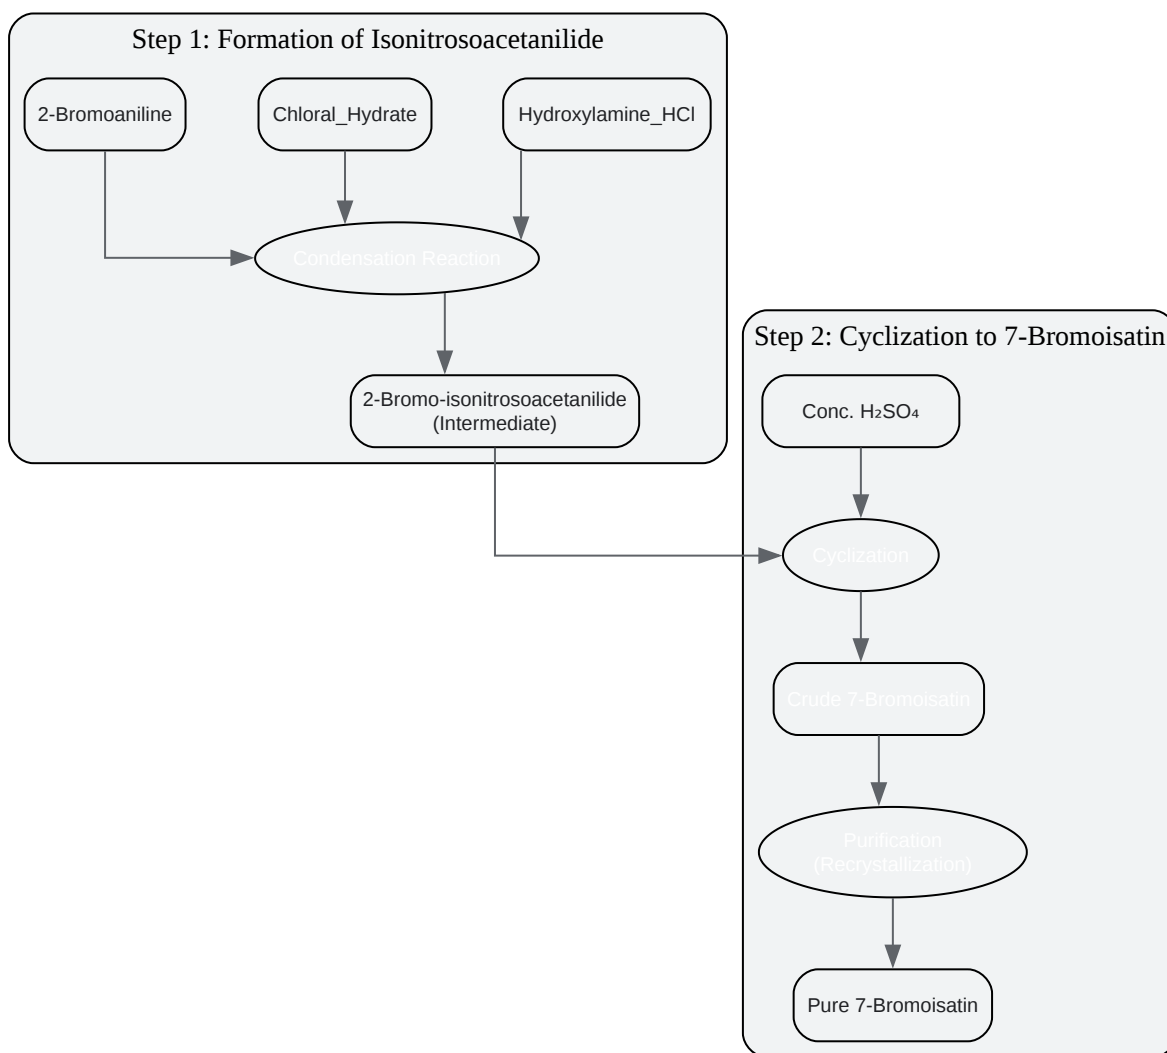 Step 1: Formation of Isonitrosoacetanilide
2-Bromoaniline
Chloral_Hydrate
Hydroxylamine_HCl
Condensation Reaction
2-Bromo-isonitrosoacetanilide
(Intermediate)
Step 2: Cyclization to 7-Bromoisatin
Conc. H₂SO₄
Cyclization
Crude 7-Bromoisatin
Purification
(Recrystallization)
Pure 7-Bromoisatin